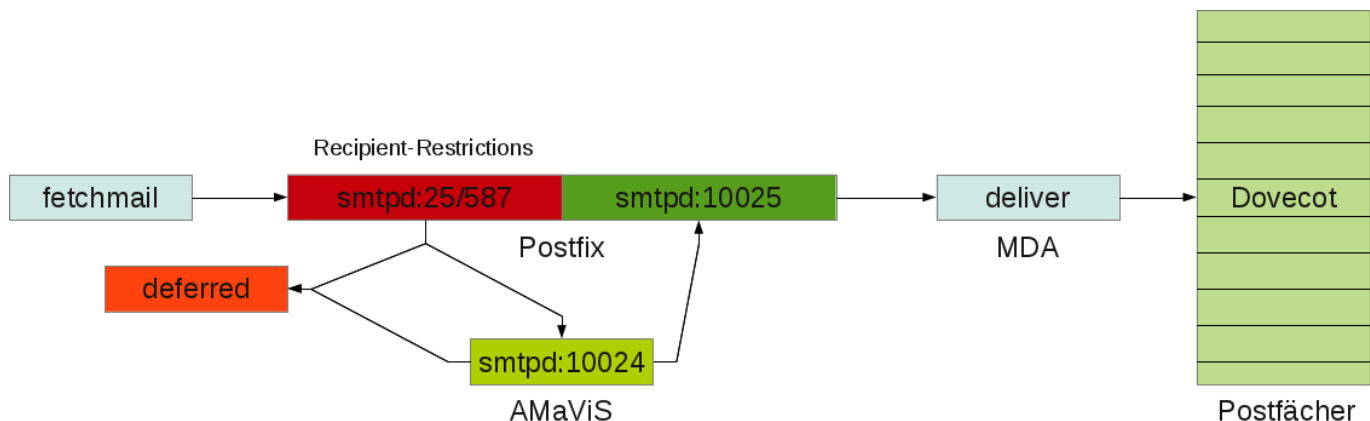 Recipient-Restrictions
fetchmail
smtpd:25/587
smtpd:10025
deliver
Dovecot
Postfix
MDA
deferred
smtpd:10024
AMaViS
Postfächer